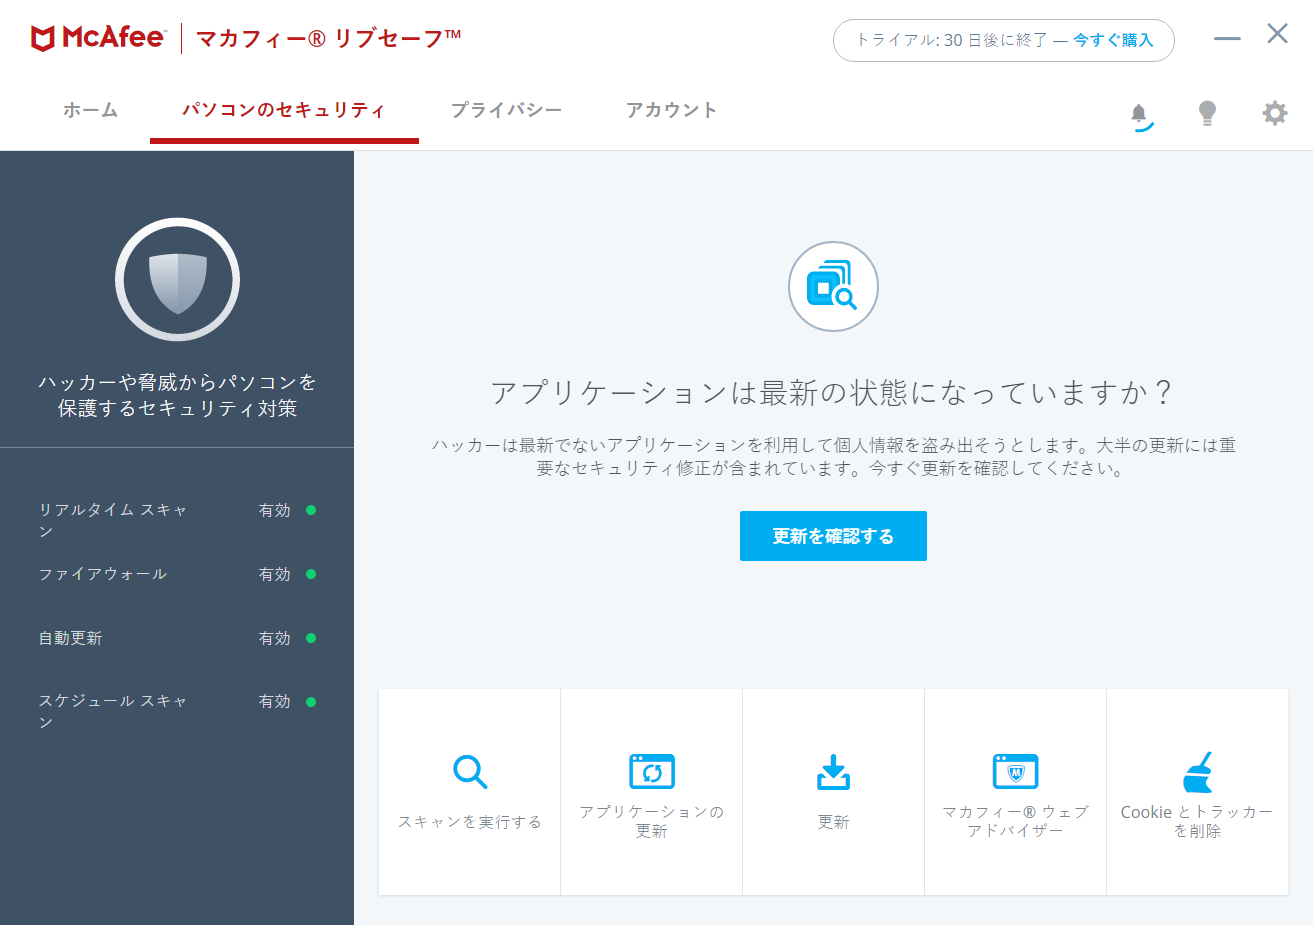 McAfee™ マカフィー® リブセーフ™
トライアル: 30 日後に終了 — 今すぐ購入
ホーム パソコンのセキュリティ プライバシー アカウント
ハッカーや脅威からパソコンを
保護するセキュリティ対策
リアルタイム スキャ 有効
ン
ファイアウォール 有効
自動更新 有効
スケジュール スキャ 有効
ン
アプリケーションは最新の状態になっていますか？
ハッカーは最新でないアプリケーションを利用して個人情報を盗み出そうとします。大半の更新には重
要なセキュリティ修正が含まれています。今すぐ更新を確認してください。
更新を確認する
スキャンを実行する
アプリケーションの
更新
更新
マカフィー® ウェブ
アドバイザー
Cookie とトラッカー
を削除